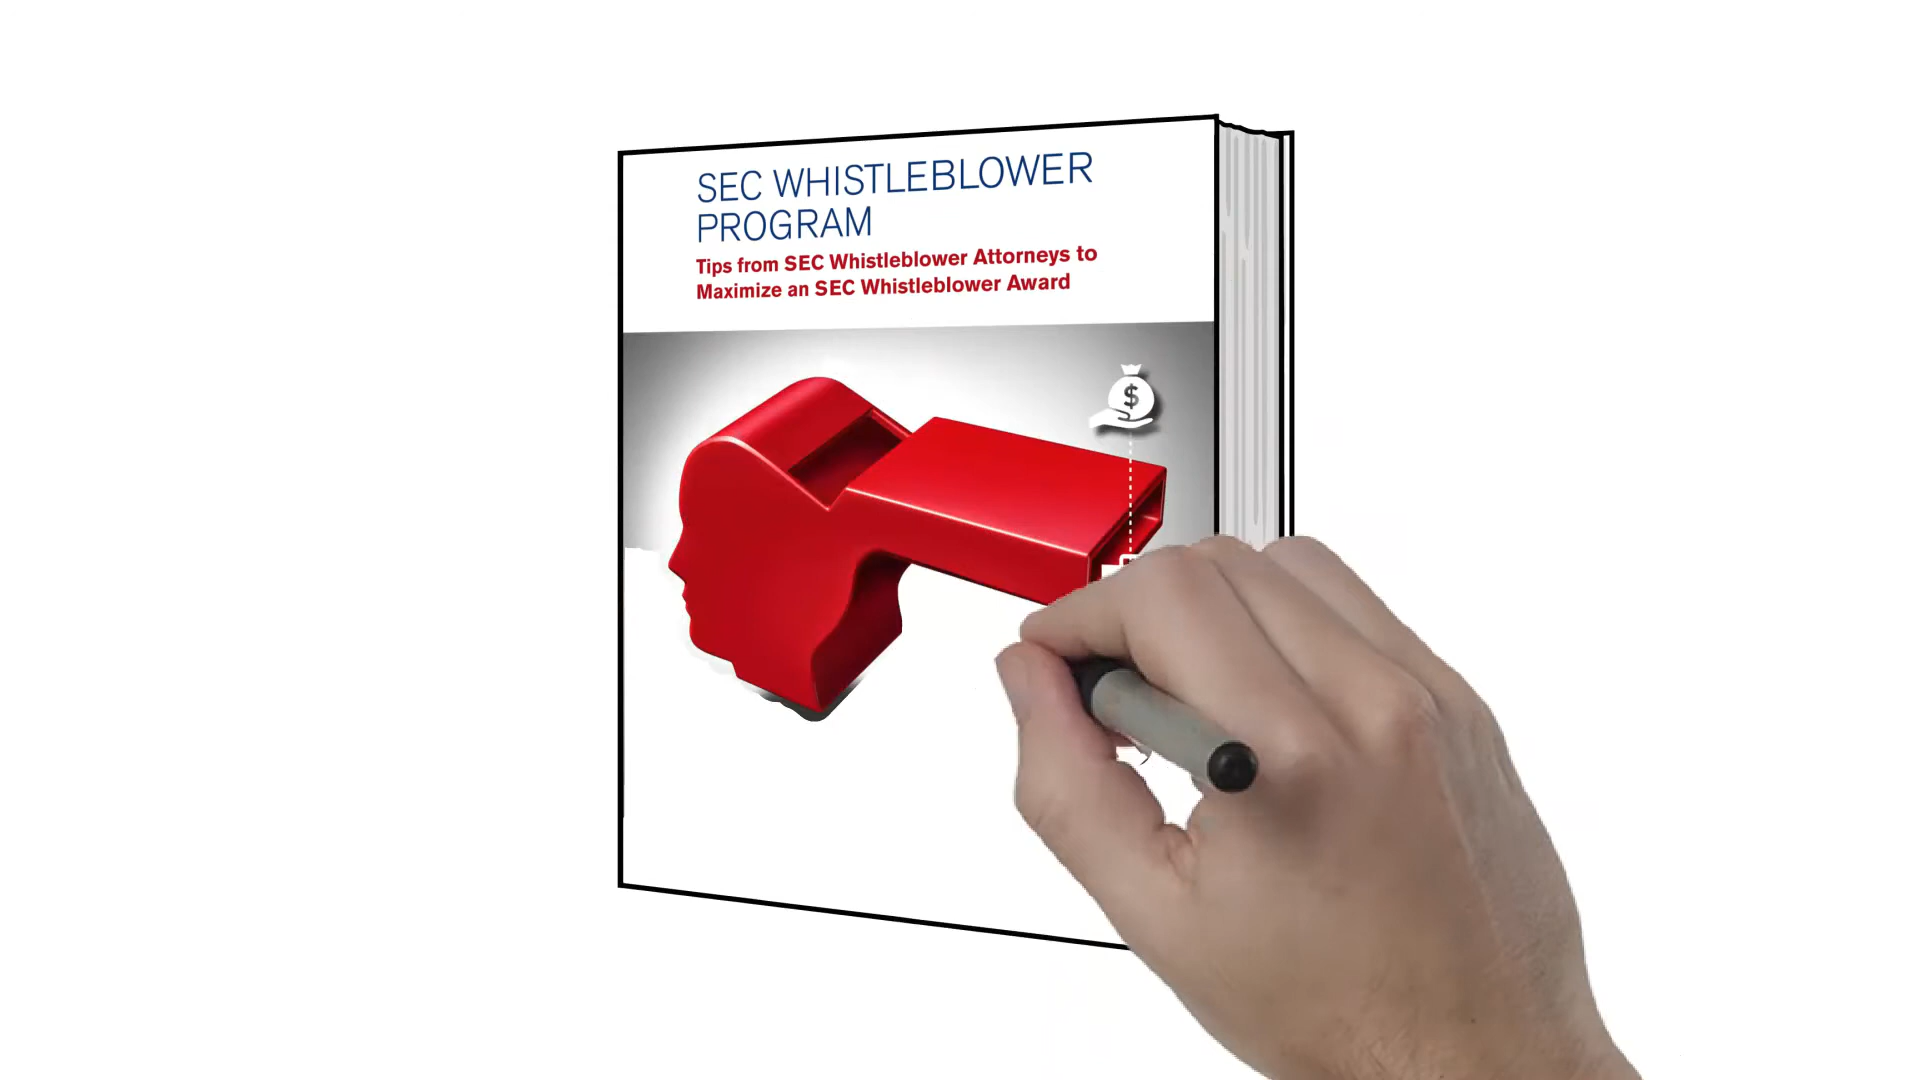 SEC WHISTLEBLOWER
PROGRAM
Tips from SEC Whistleblower Attorneys to
Maximize an SEC Whistleblower Award
$